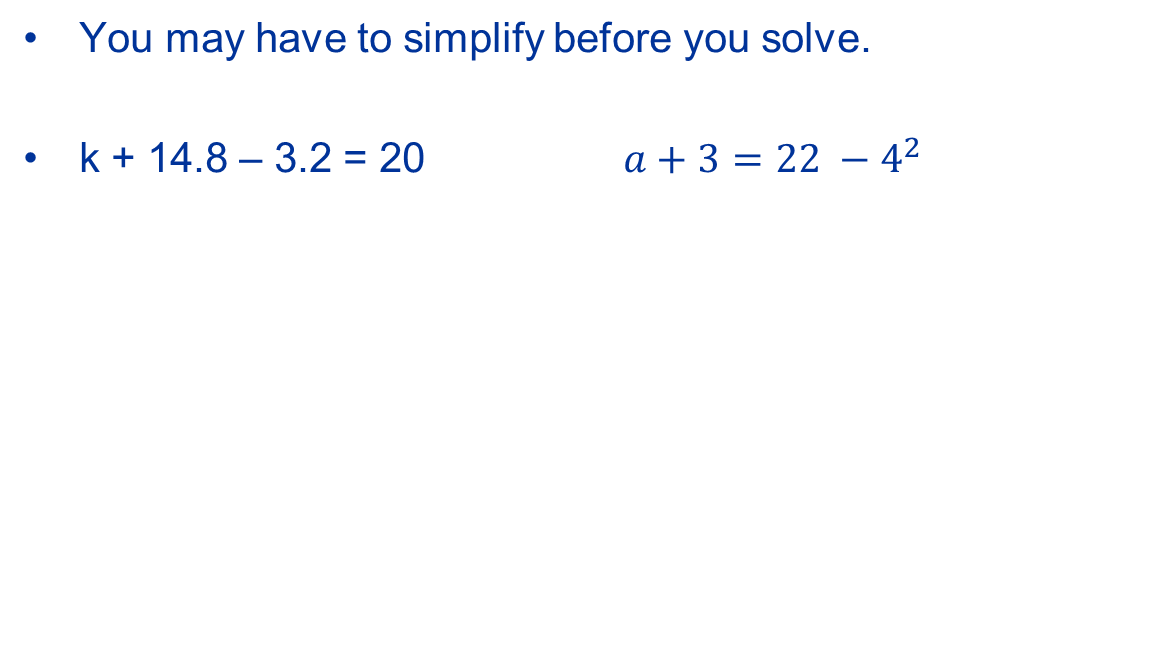 • You may have to simplify before you solve.
• k + 14.8 – 3.2 = 20 𝑎 + 3 = 22 − 4²